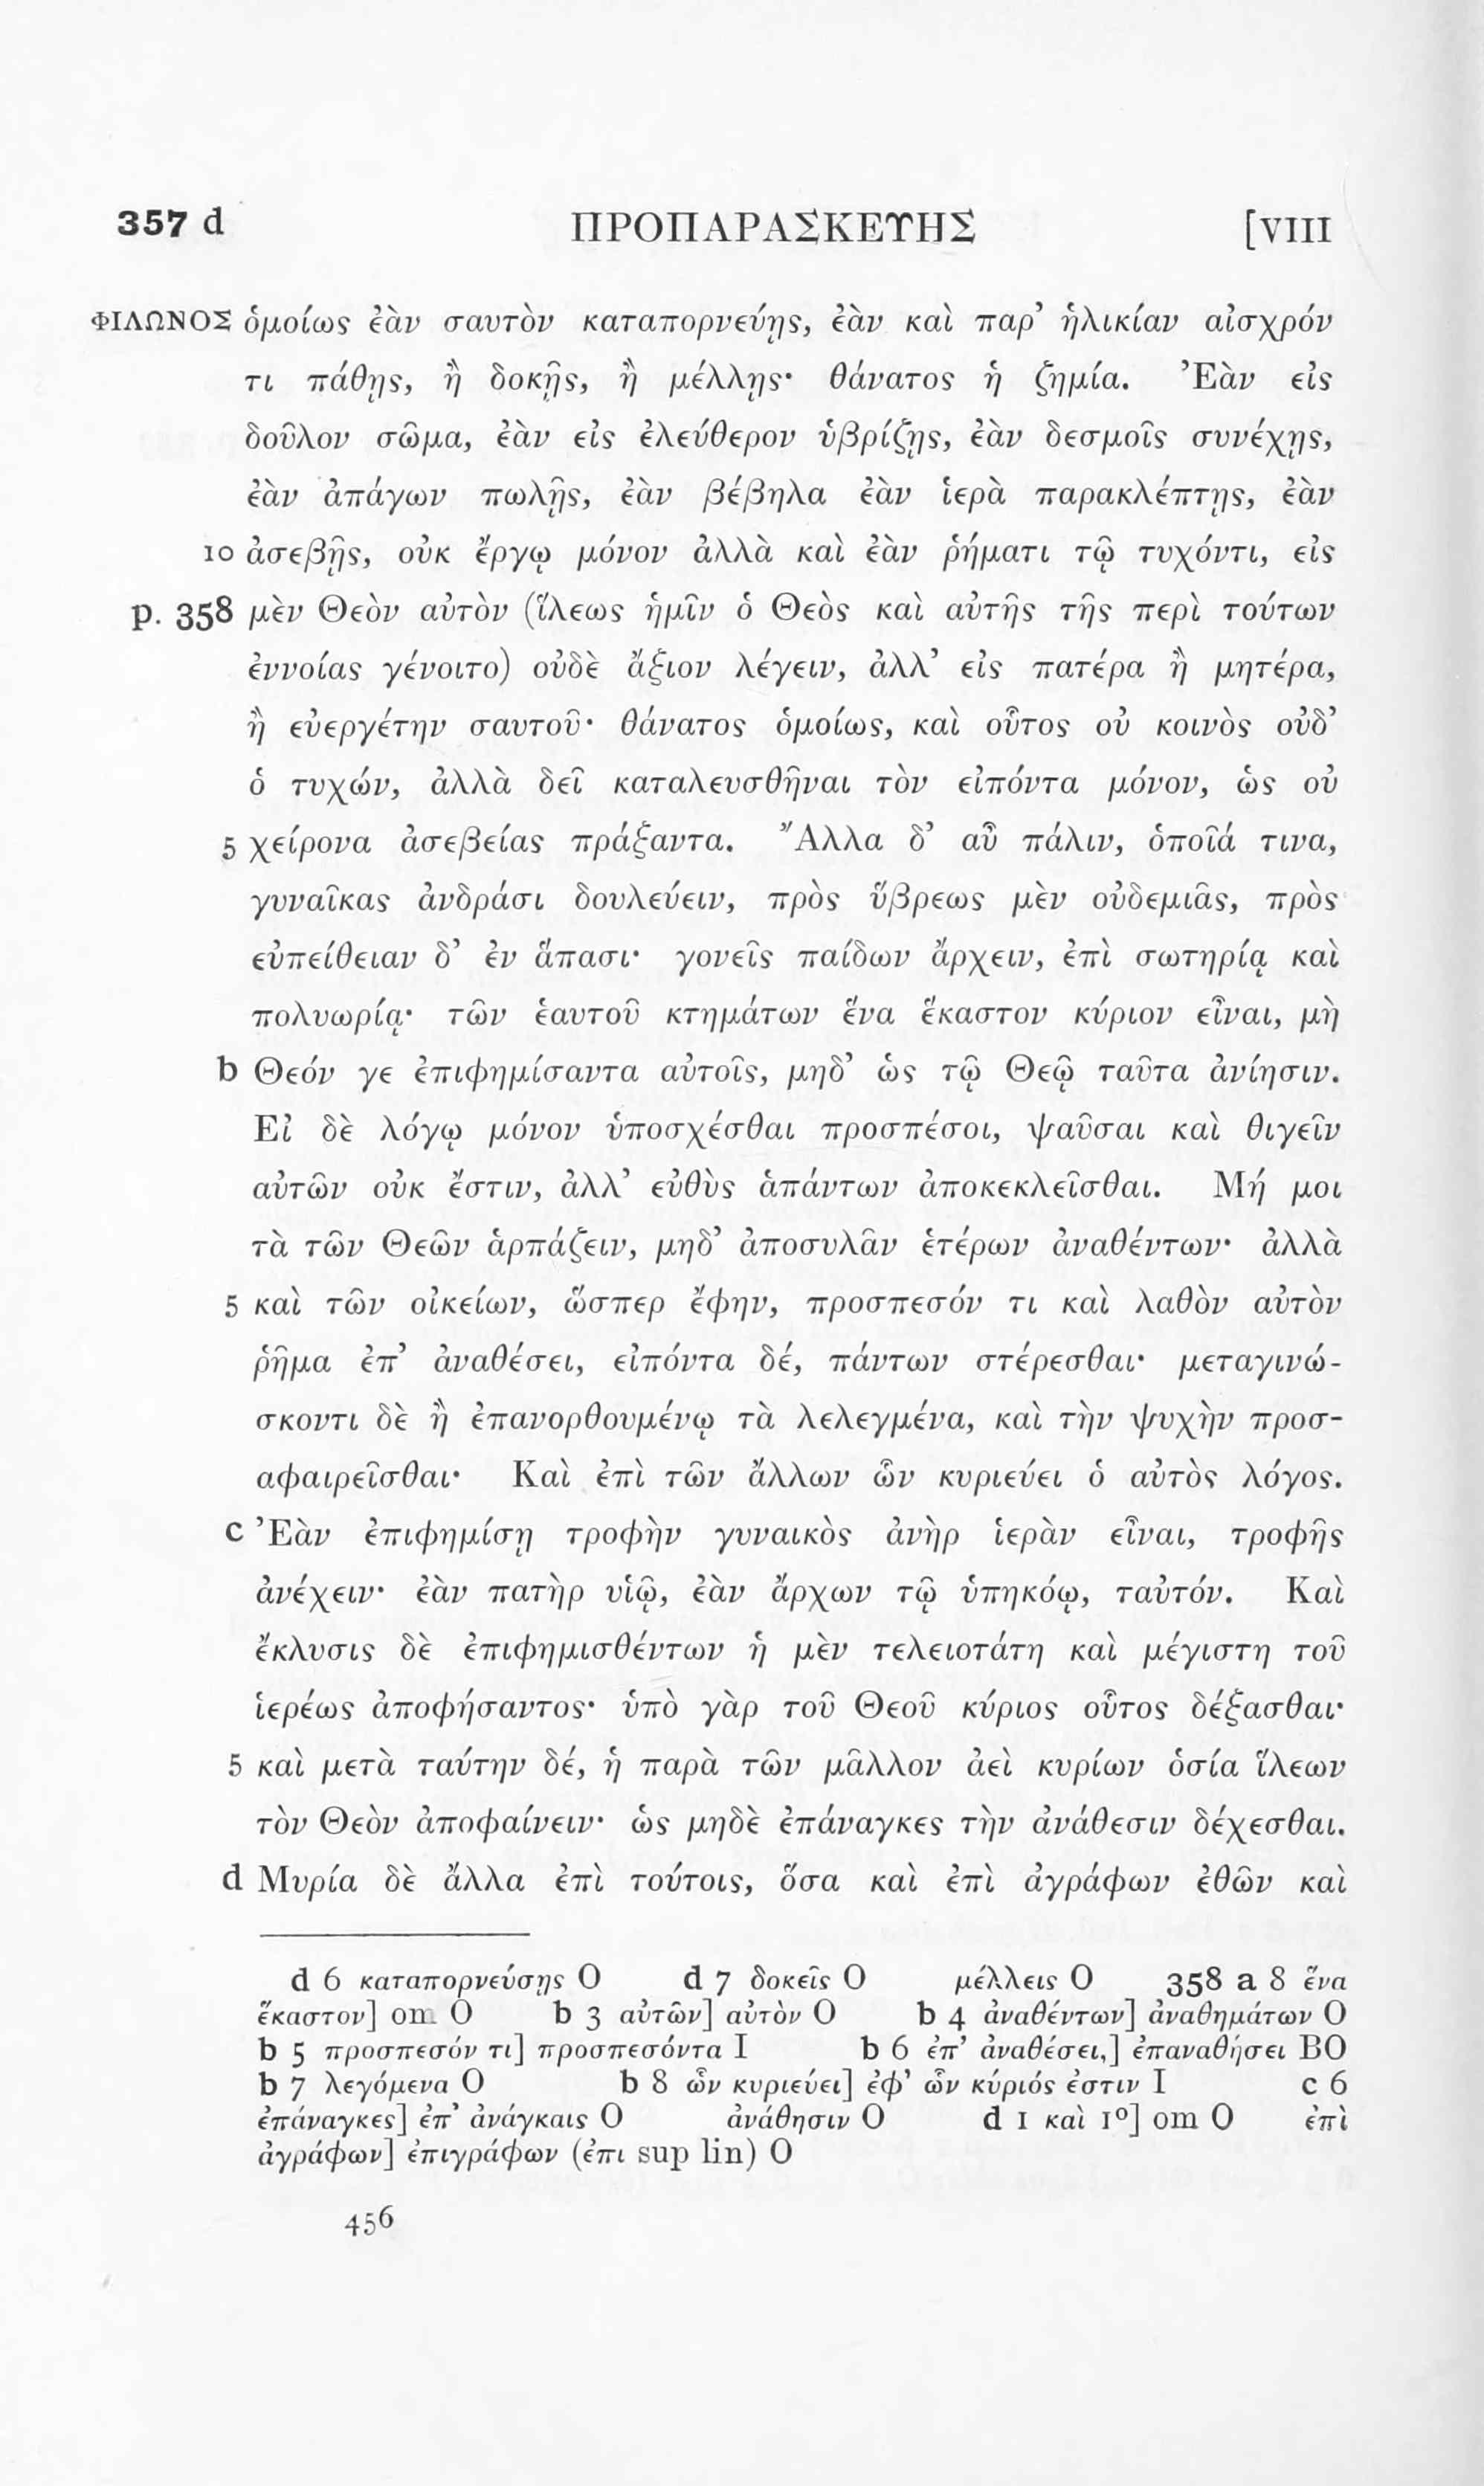 357 d ΠΡΟΠΑΡΑΣΚΕΥΗΣ [VIII
ΦΙΛΩΝΟΣ ὁμοίως ἐὰν σαυτὸν καταπορνεύῃς, ἐὰν καὶ παρ’ ἡλικίαν αἰσχρόν
τι πάθῃς, ἢ δοκῇς, ἢ μέλλῃς· θάνατος ἡ ζημία. Ἐὰν εἰς
δοῦλον σῶμα, ἐὰν εἰς ἐλεύθερον ὑβρίζῃς, ἐὰν δεσμοῖς συνέχῃς,
ἐὰν ἀπάγων πωλῇς, ἐὰν βέβηλα ἐὰν ἱερὰ παρακλέπτῃς, ἐὰν
10 ἀσεβῇς, οὐκ ἔργῳ μόνον ἀλλὰ καὶ ἐὰν ῥήματι τῷ τυχόντι, εἰς
p. 358 μὲν Θεὸν αὐτὸν (ἵλεως ἡμῖν ὁ Θεὸς καὶ αὐτῆς τῆς περὶ τούτων
ἐννοίας γένοιτο) οὐδὲ ἄξιον λέγειν, ἀλλ’ εἰς πατέρα ἢ μητέρα,
ἢ εὐεργέτην σαυτοῦ· θάνατος ὁμοίως, καὶ οὗτος οὐ κοινὸς οὐδ’
ὁ τυχών, ἀλλὰ δεῖ καταλευσθῆναι τὸν εἰπόντα μόνον, ὡς οὐ
5 χείρονα ἀσεβείας πράξαντα. Ἄλλα δ’ αὖ πάλιν, ὁποῖά τινα,
γυναῖκας ἀνδράσι δουλεύειν, πρὸς ὕβρεως μὲν οὐδεμιᾶς, πρὸς
εὐπείθειαν δ’ ἐν ἅπασι· γονεῖς παίδων ἄρχειν, ἐπὶ σωτηρίᾳ καὶ
πολυωρίᾳ· τῶν ἑαυτοῦ κτημάτων ἕνα ἕκαστον κύριον εἶναι, μὴ
b Θεόν γε ἐπιφημίσαντα αὐτοῖς, μηδ’ ὡς τῷ Θεῷ ταῦτα ἀνίησιν.
Εἰ δὲ λόγῳ μόνον ὑποσχέσθαι προσπέσοι, ψαῦσαι καὶ θιγεῖν
αὐτῶν οὐκ ἔστιν, ἀλλ’ εὐθὺς ἁπάντων ἀποκεκλεῖσθαι. Μή μοι
τὰ τῶν Θεῶν ἁρπάζειν, μηδ’ ἀποσυλᾶν ἑτέρων ἀναθέντων· ἀλλὰ
5 καὶ τῶν οἰκείων, ὥσπερ ἔφην, προσπεσόν τι καὶ λαθὸν αὐτὸν
ῥῆμα ἐπ’ ἀναθέσει, εἰπόντα δέ, πάντων στέρεσθαι· μεταγινώ-
σκοντι δὲ ἢ ἐπανορθουμένῳ τὰ λελεγμένα, καὶ τὴν ψυχὴν προσ-
αφαιρεῖσθαι· Καὶ ἐπὶ τῶν ἄλλων ὧν κυριεύει ὁ αὐτὸς λόγος.
c Ἐὰν ἐπιφημίσῃ τροφὴν γυναικὸς ἀνὴρ ἱερὰν εἶναι, τροφῆς
ἀνέχειν· ἐὰν πατὴρ υἱῷ, ἐὰν ἄρχων τῷ ὑπηκόῳ, ταὐτόν. Καὶ
ἔκλυσις δὲ ἐπιφημισθέντων ἡ μὲν τελειοτάτη καὶ μέγιστη τοῦ
ἱερέως ἀποφήσαντος· ὑπὸ γὰρ τοῦ Θεοῦ κύριος οὗτος δέξασθαι·
5 καὶ μετὰ ταύτην δέ, ἡ παρὰ τῶν μᾶλλον ἀεὶ κυρίων ὁσία ἵλεων
τὸν Θεὸν ἀποφαίνειν· ὡς μηδὲ ἐπάναγκες τὴν ἀνάθεσιν δέχεσθαι.
d Μυρία δὲ ἄλλα ἐπὶ τούτοις, ὅσα καὶ ἐπὶ ἀγράφων ἐθῶν καὶ
d 6 καταπορνεύσῃς O d 7 δοκεῖς O μέλλεις O 358 a 8 ἕνα
ἕκαστον] om O b 3 αὐτῶν] αὐτὸν O b 4 ἀναθέντων] ἀναθημάτων O
b 5 προσπεσόν τι] προσπεσόντα I b 6 ἐπ’ ἀναθέσει,] ἐπαναθήσει BO
b 7 λεγόμενα O b 8 ὧν κυριεύει] ἐφ’ ὧν κύριός ἐστιν I c 6
ἐπάναγκες] ἐπ’ ἀνάγκαις O ἀνάθησιν O d 1 καὶ 1º] om O ἐπὶ
ἀγράφων] ἐπιγράφων (ἐπι sup lin) O
456